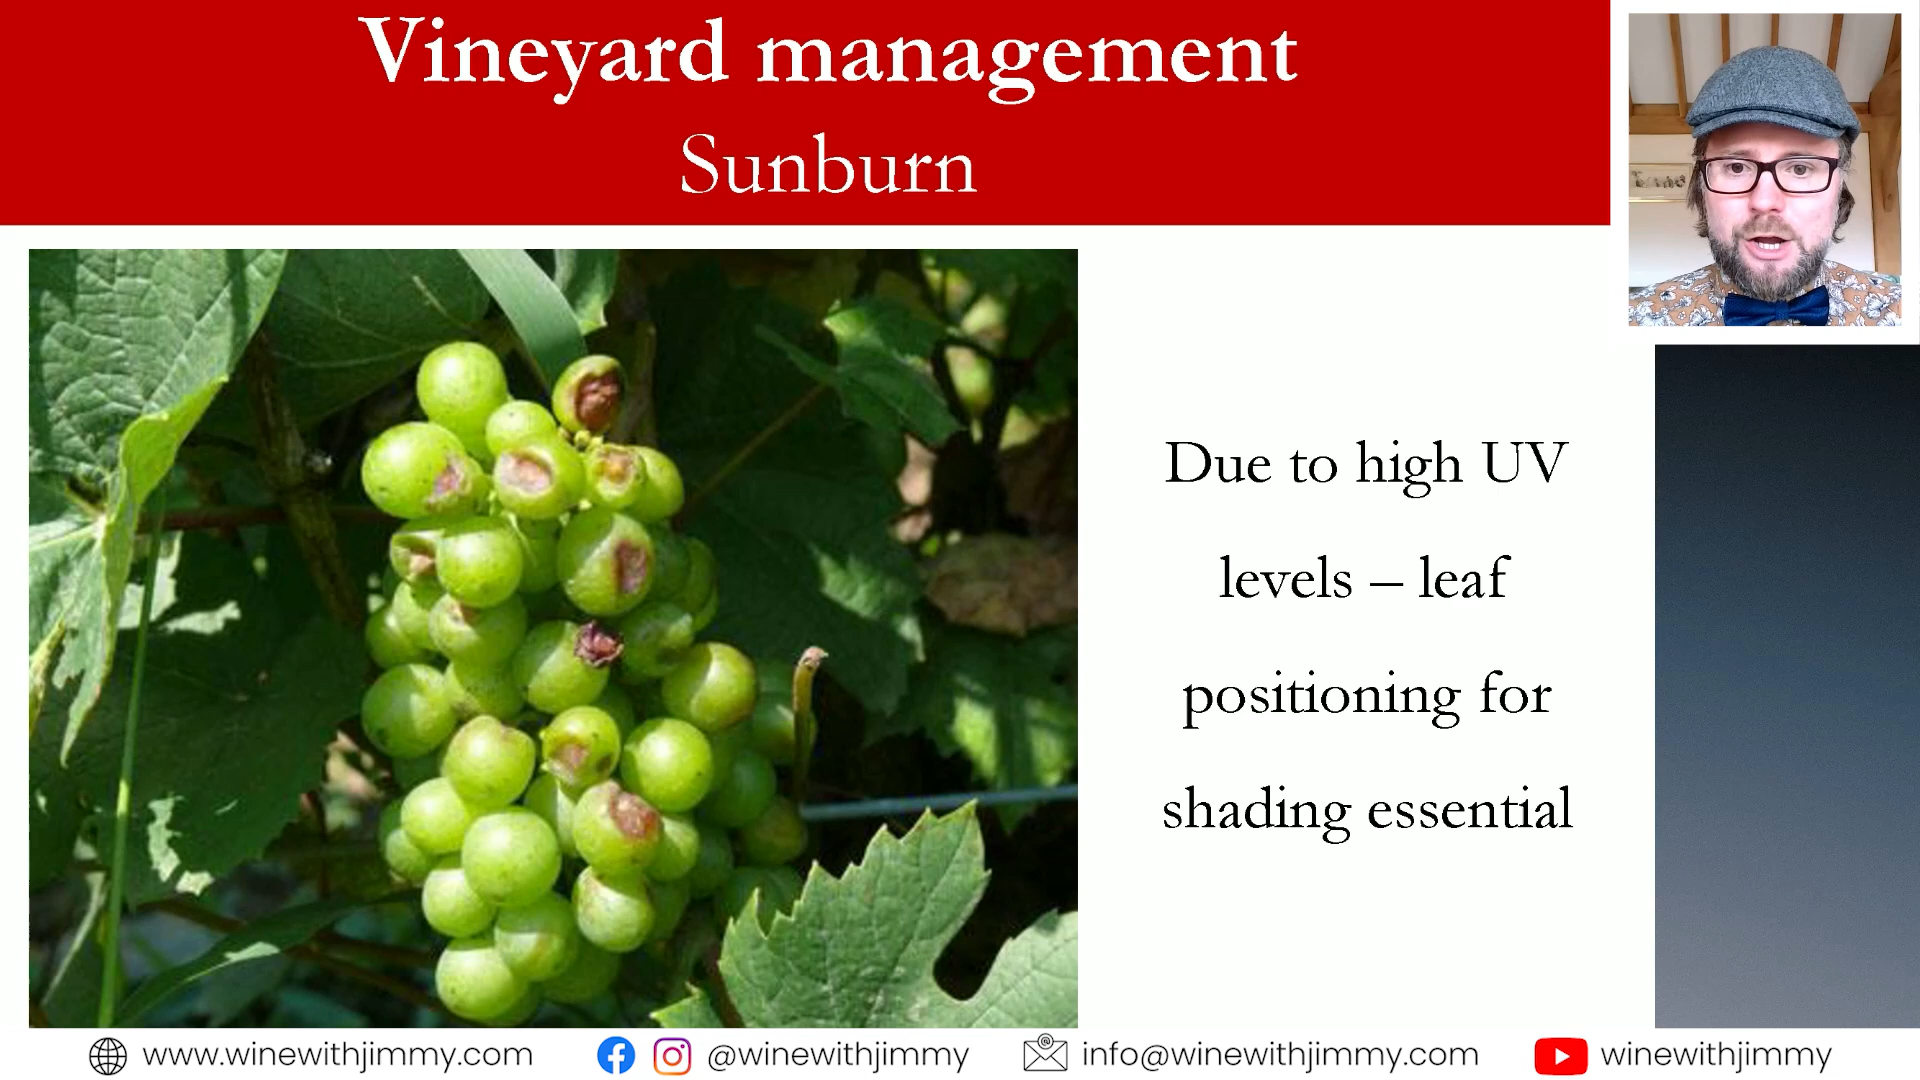 Vineyard management
Sunburn
Due to high UV
levels – leaf
positioning for
shading essential
www.winewithjimmy.com @winewithjimmy info@winewithjimmy.com winewithjimmy